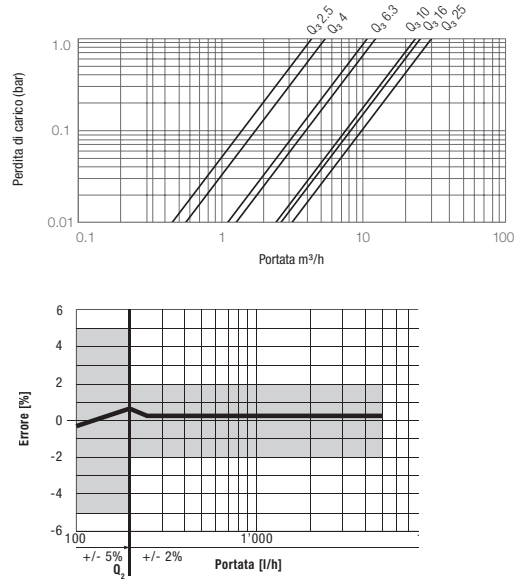 Q₃ 2.5
Q₃ 4
Q₃ 6.3
Q₃ 10
Q₃ 16
Q₃ 25
1.0
0.1
0.01
Perdita di carico (bar)
0.1
1
10
100
Portata m³/h
6
4
2
0
-2
-4
-6
Errore [%]
100
1'000
+/- 5%
+/- 2%
Q₂
Portata [l/h]